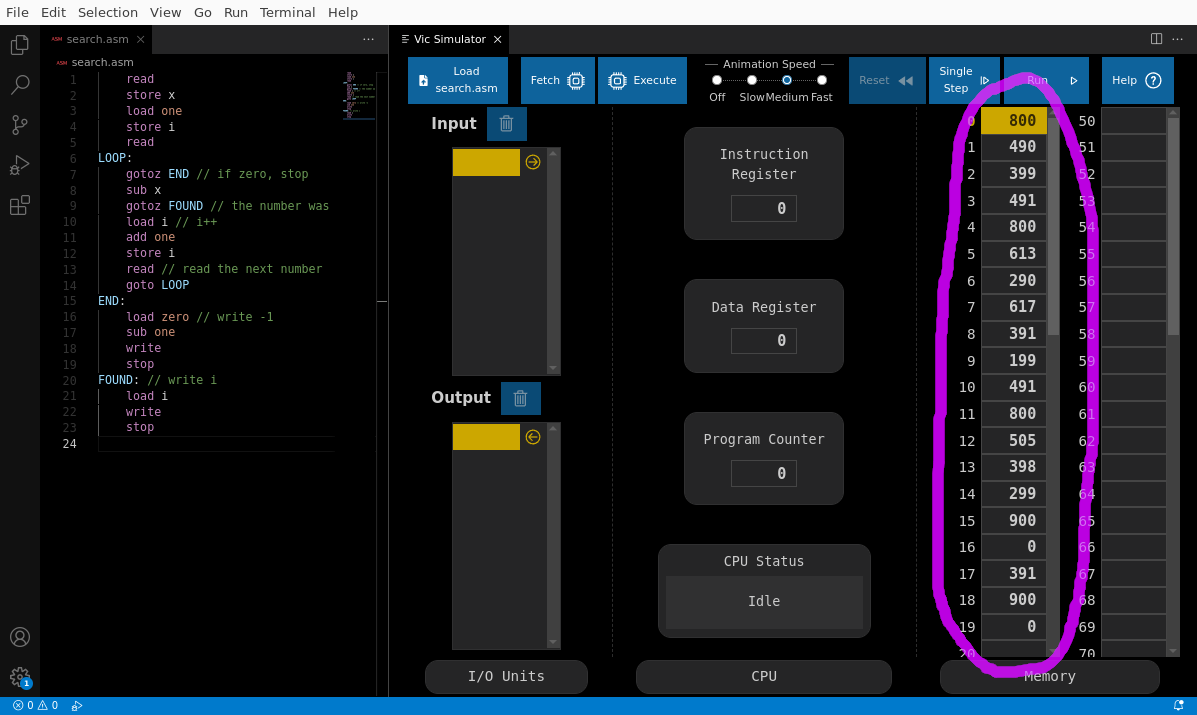 File Edit Selection View Go Run Terminal Help
ASM search.asm
ASM search.asm
1 read
2 store x
3 load one
4 store i
5 read
6 LOOP:
7 gotoz END // if zero, stop
8 sub x
9 gotoz FOUND // the number was
10 load i // i++
11 add one
12 store i
13 read // read the next number
14 goto LOOP
15 END:
16 load zero // write -1
17 sub one
18 write
19 stop
20 FOUND: // write i
21 load i
22 write
23 stop
24
Vic Simulator
Load
search.asm
Fetch
Execute
Animation Speed
Off Slow Medium Fast
Reset
Single
Step
Run
Help
Input
Output
I/O Units
Instruction
Register
0
Data Register
0
Program Counter
0
CPU Status
Idle
CPU
0 800
1 490
2 399
3 491
4 800
5 613
6 290
7 617
8 391
9 199
10 491
11 800
12 505
13 398
14 299
15 900
16 0
17 391
18 900
19 0
20
50
51
52
53
54
55
56
57
58
59
60
61
62
63
64
65
66
67
68
69
70
Memory
1
0 0